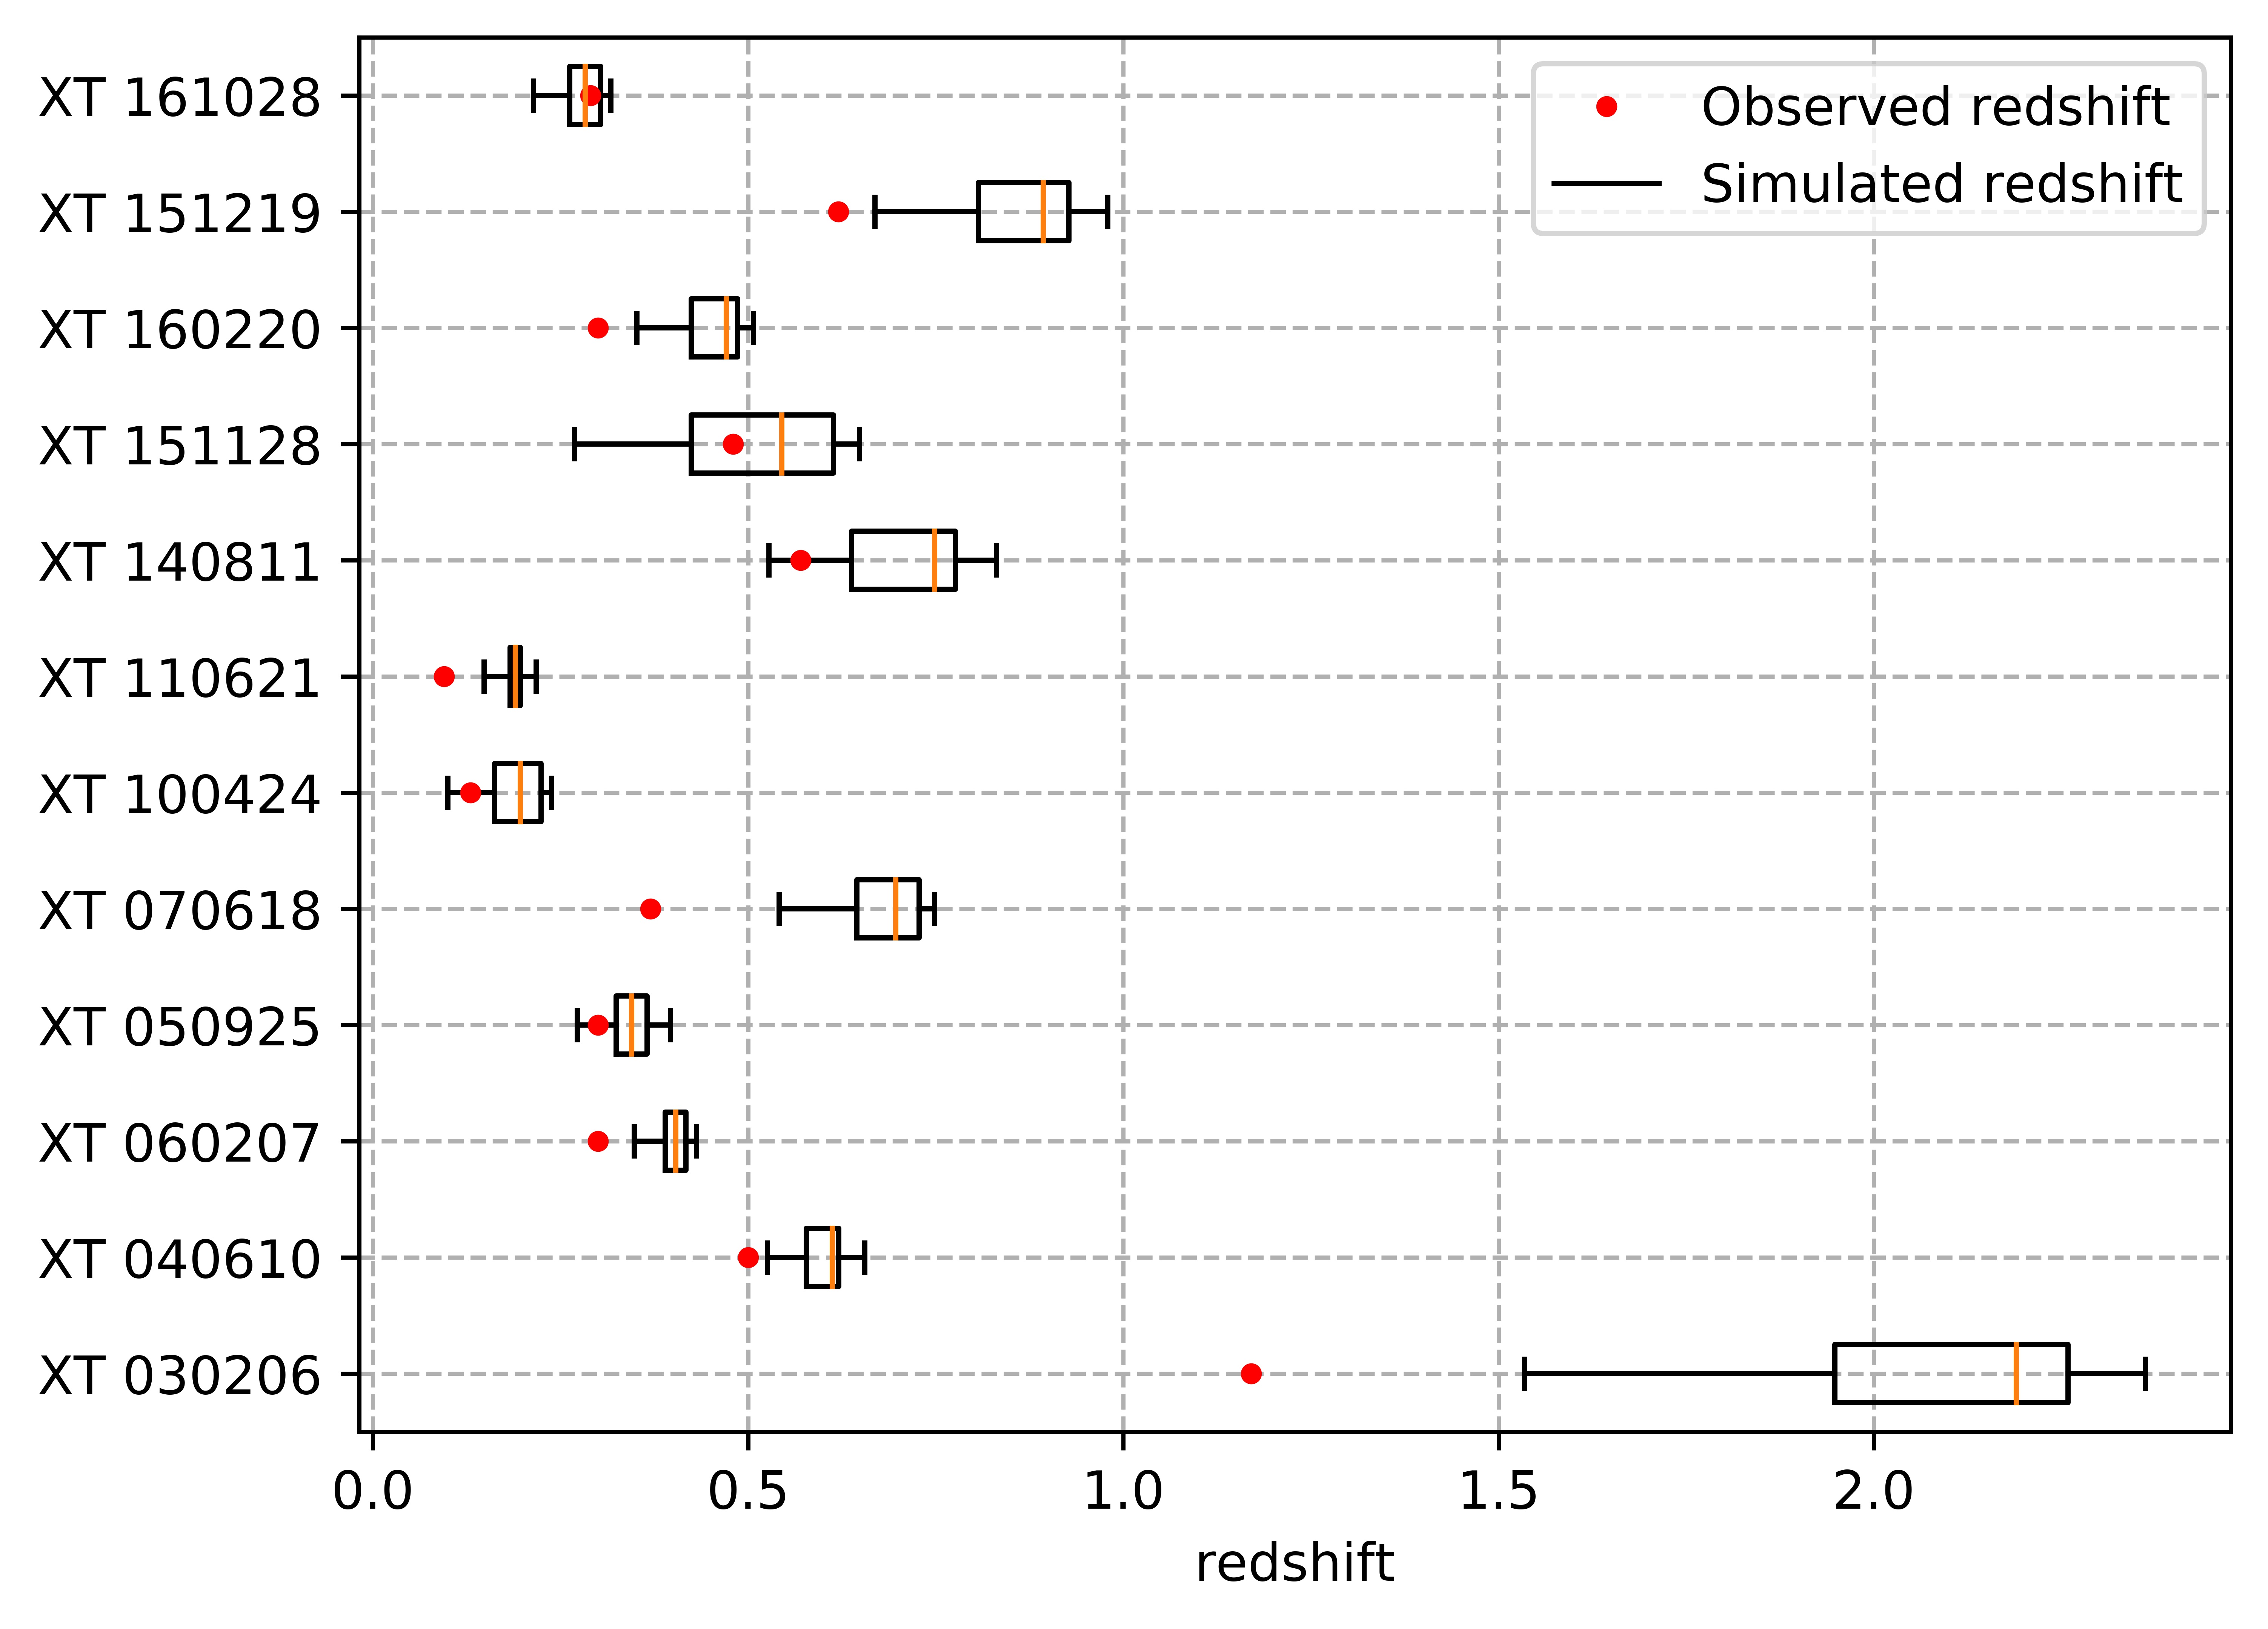 XT 161028
XT 151219
XT 160220
XT 151128
XT 140811
XT 110621
XT 100424
XT 070618
XT 050925
XT 060207
XT 040610
XT 030206
Observed redshift
Simulated redshift
0.0 0.5 1.0 1.5 2.0
redshift